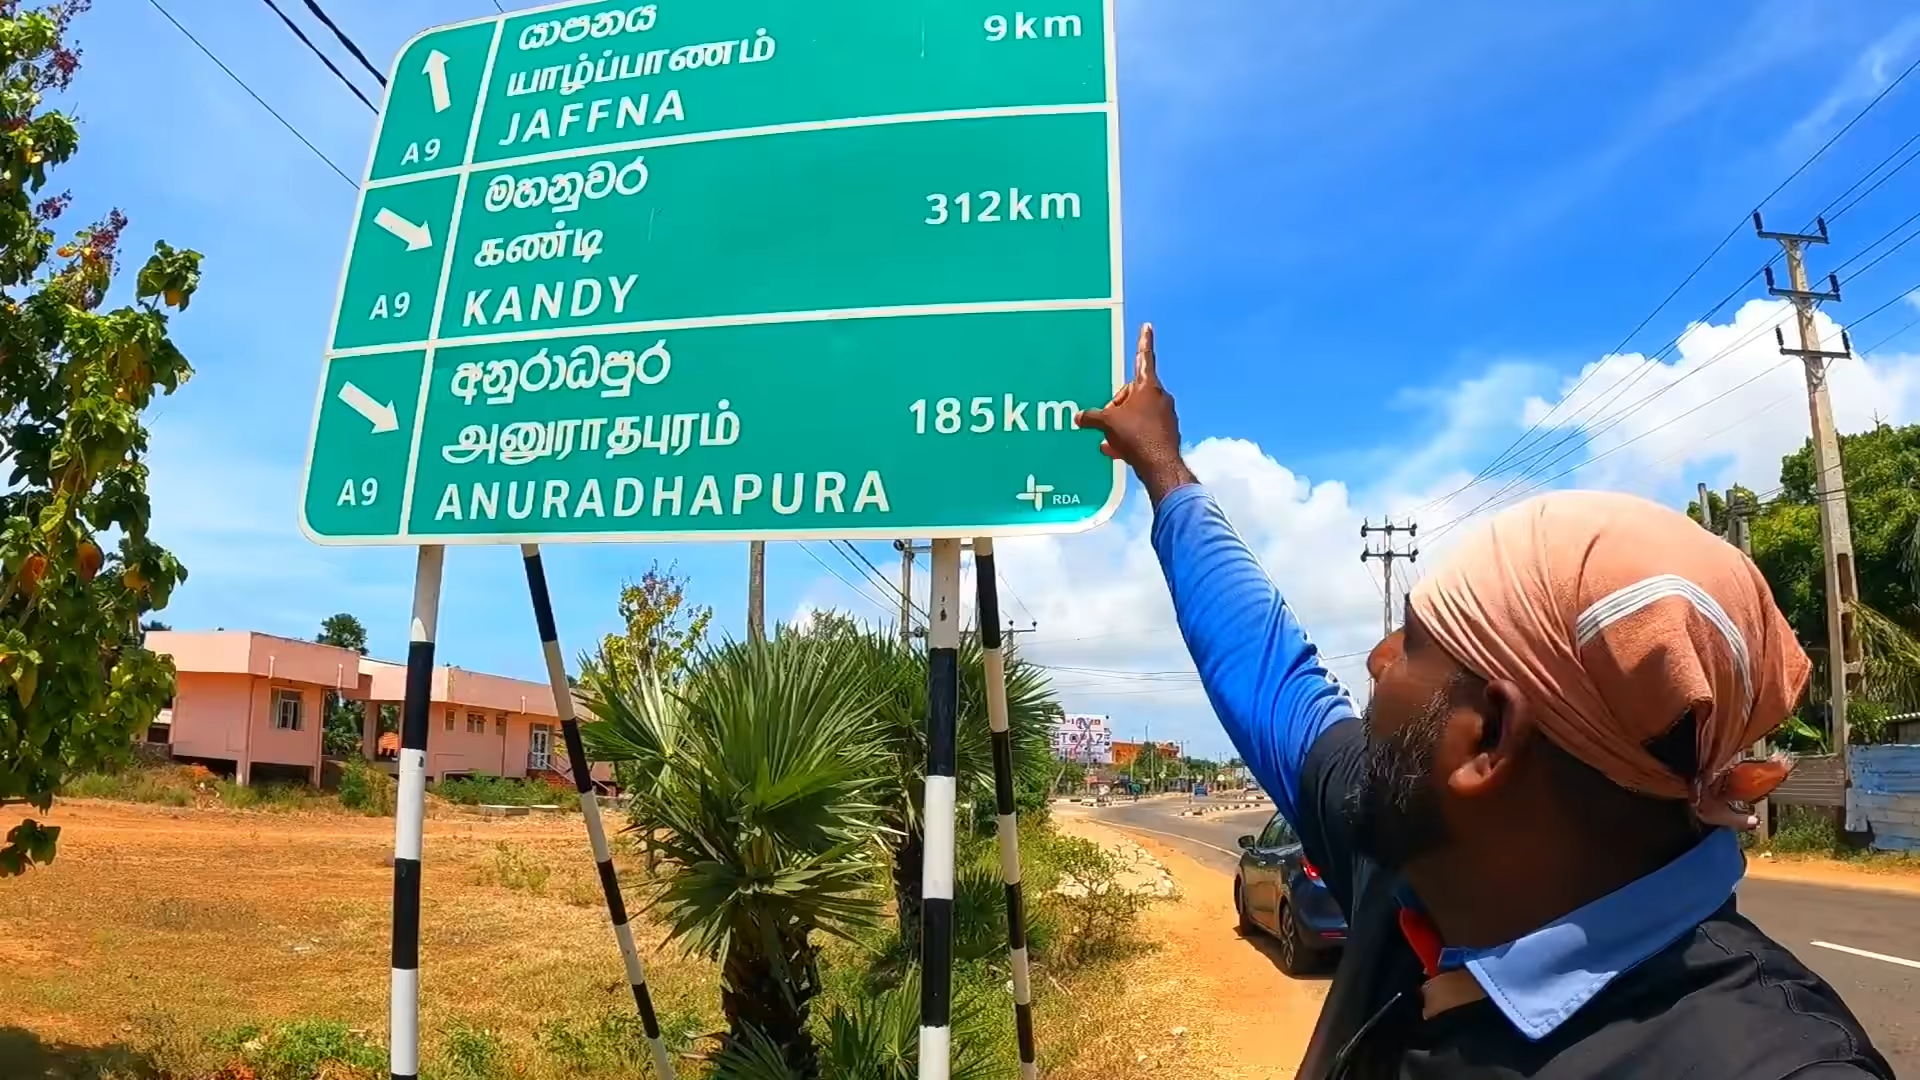 යාපනය
யாழ்ப்பாணம்
JAFFNA
9km
A9
මහනුවර
கண்டி
KANDY
312km
A9
අනුරාධපුර
அனுராதபுரம்
ANURADHAPURA
185km
A9
RDA
TOPAZ